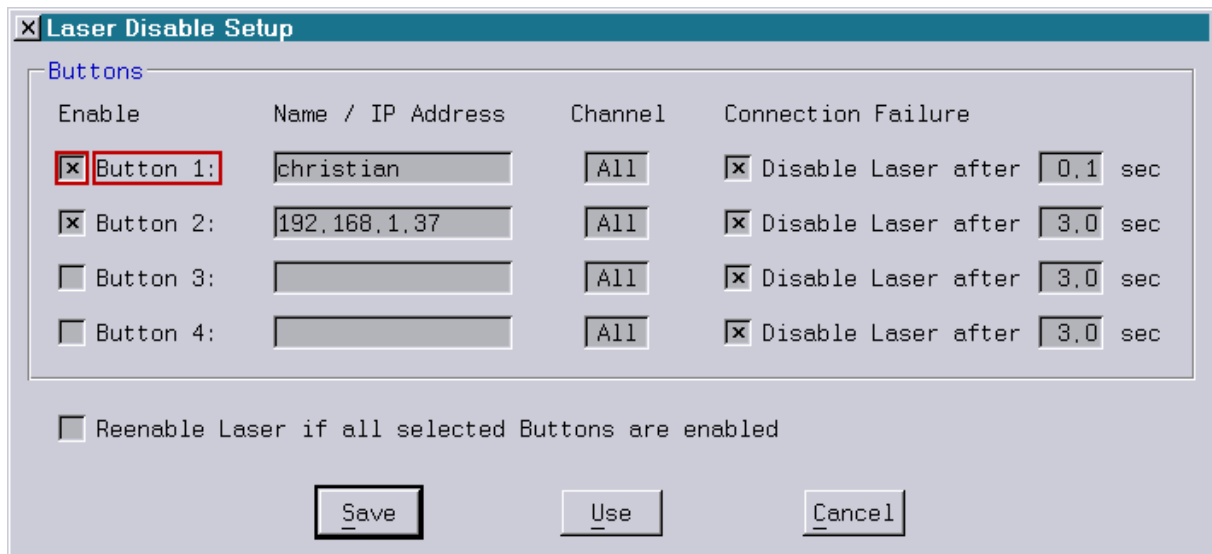 Laser Disable Setup
Buttons
Enable Name / IP Address Channel Connection Failure
Button 1: christian All Disable Laser after 0.1 sec
Button 2: 192.168.1.37 All Disable Laser after 3.0 sec
Button 3: All Disable Laser after 3.0 sec
Button 4: All Disable Laser after 3.0 sec
Reenable Laser if all selected Buttons are enabled
Save Use Cancel